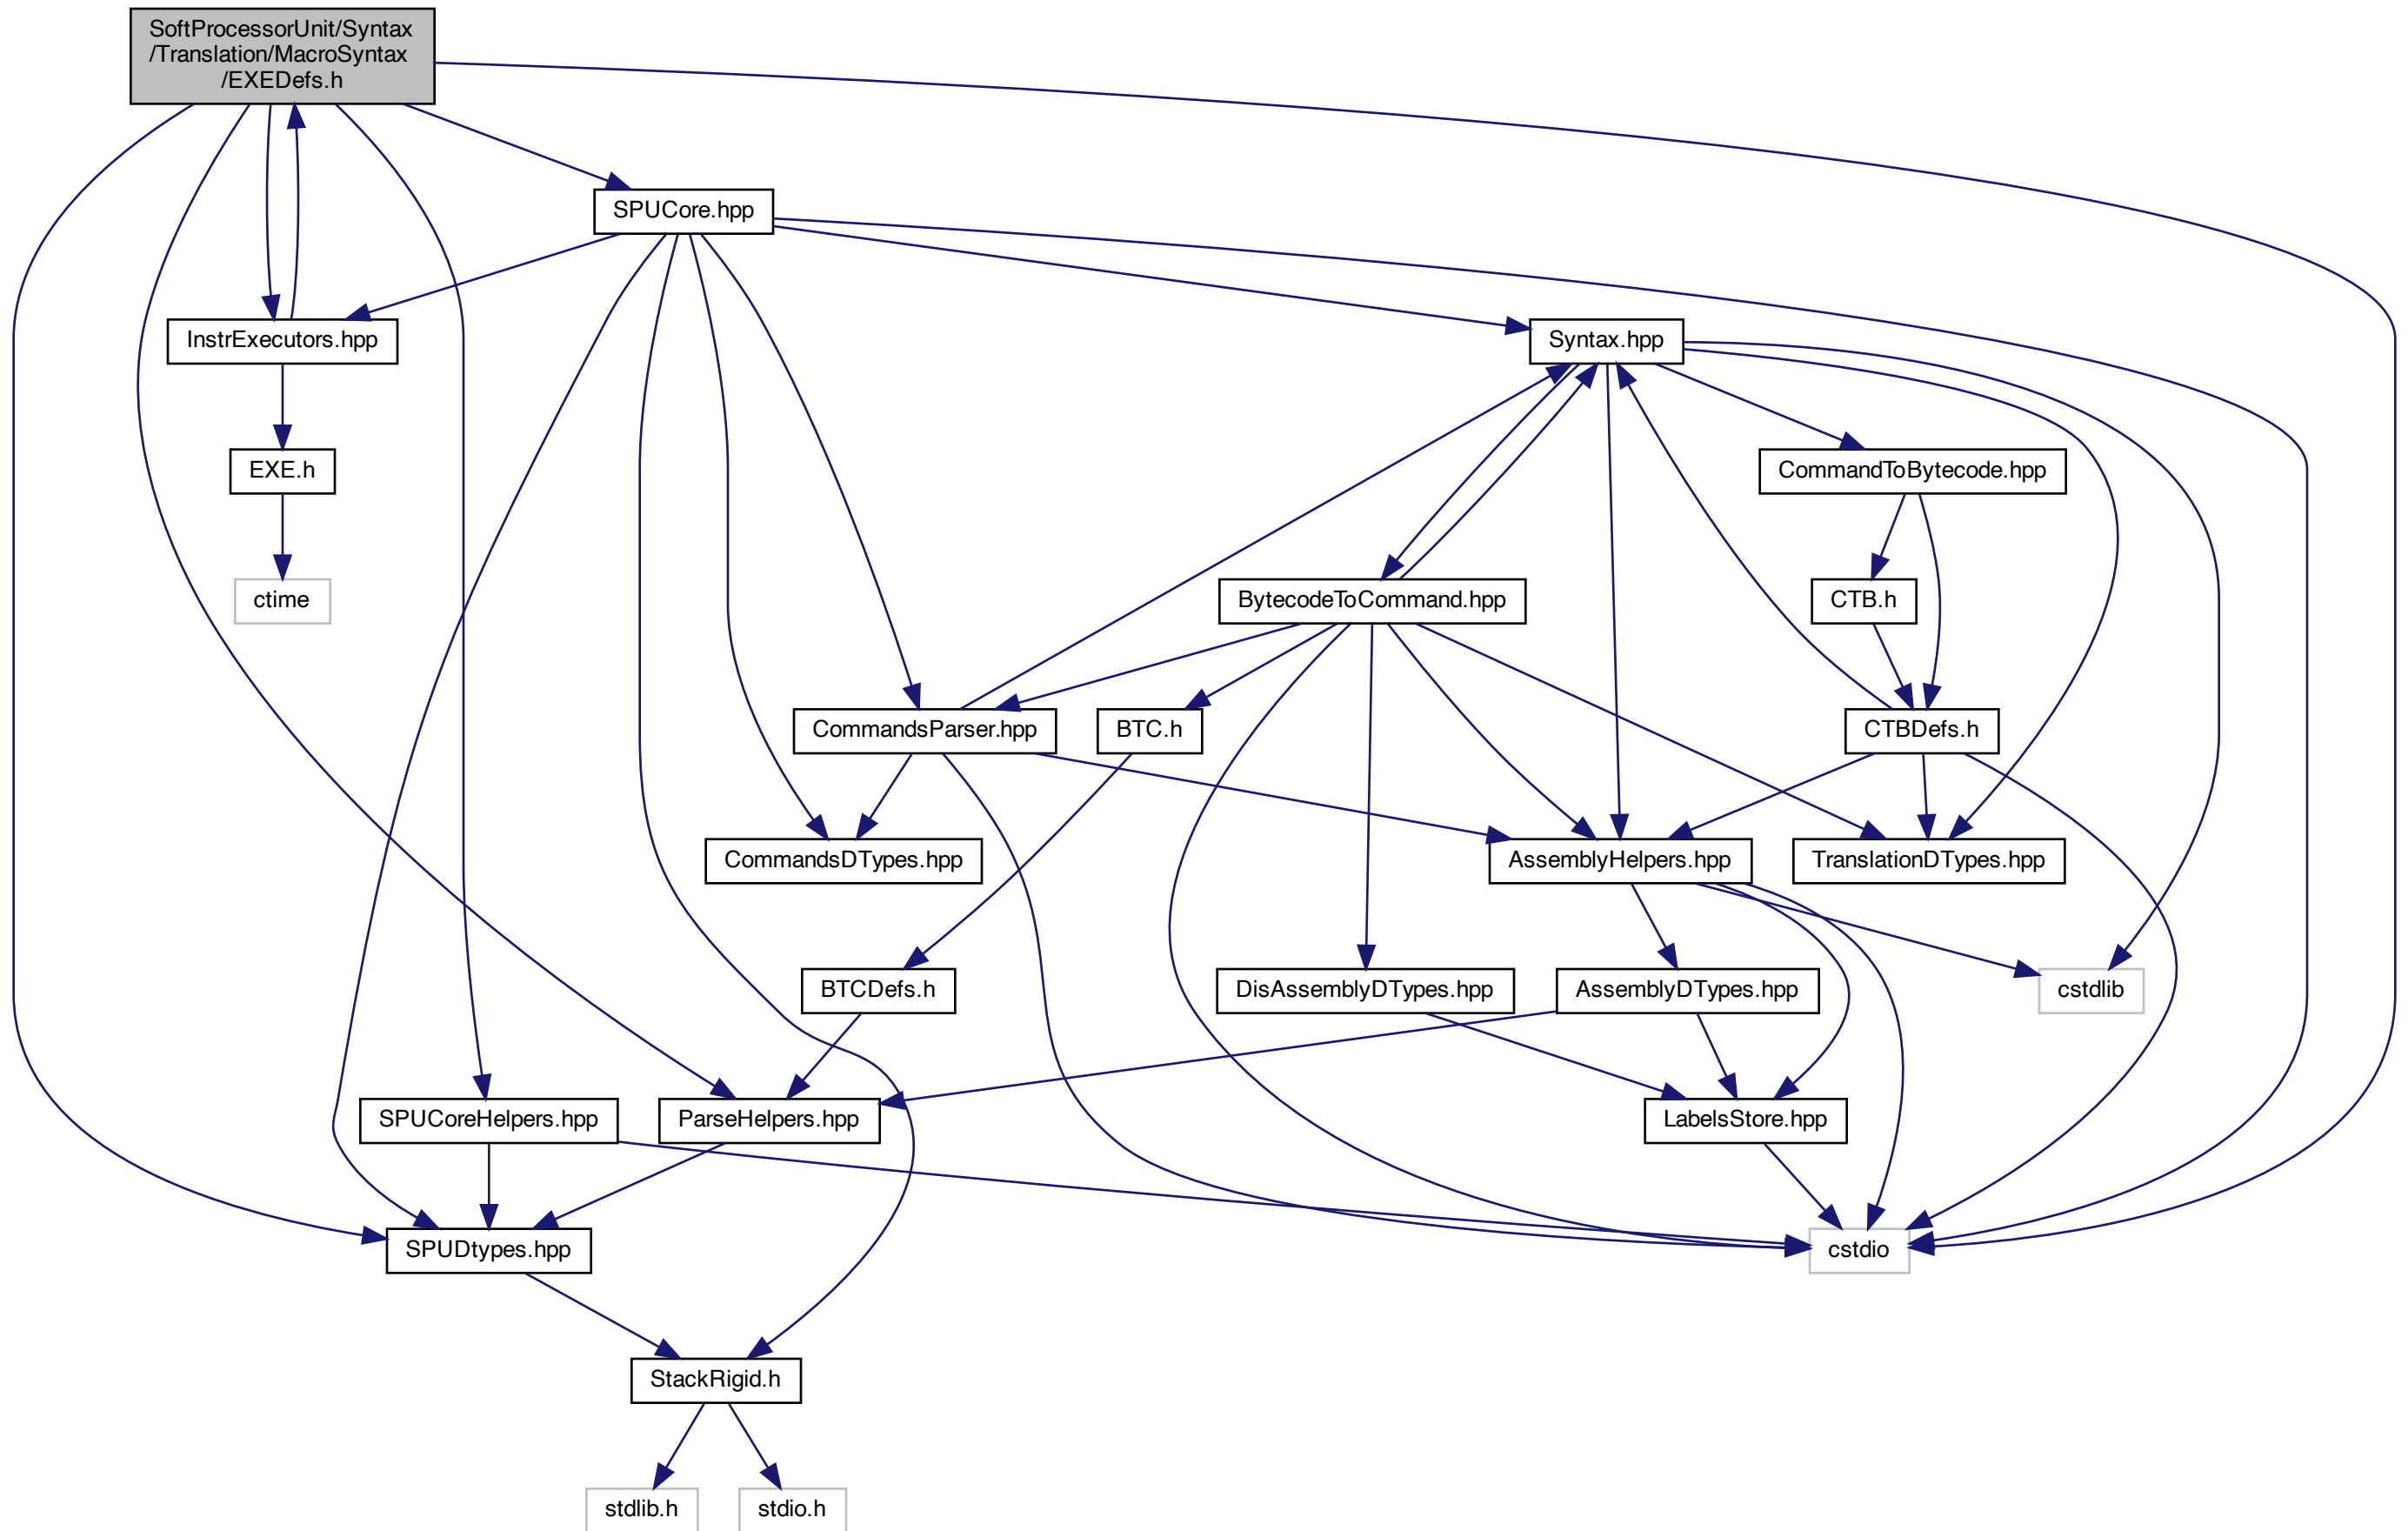 SoftProcessorUnit/Syntax
/Translation/MacroSyntax
/EXEDefs.h
SPUCore.hpp
InstrExecutors.hpp
Syntax.hpp
EXE.h
CommandToBytecode.hpp
ctime
BytecodeToCommand.hpp
CTB.h
CommandsParser.hpp
BTC.h
CTBDefs.h
CommandsDTypes.hpp
AssemblyHelpers.hpp
TranslationDTypes.hpp
BTCDefs.h
DisAssemblyDTypes.hpp
AssemblyDTypes.hpp
cstdlib
SPUCoreHelpers.hpp
ParseHelpers.hpp
LabelsStore.hpp
SPUDtypes.hpp
cstdio
StackRigid.h
stdlib.h
stdio.h